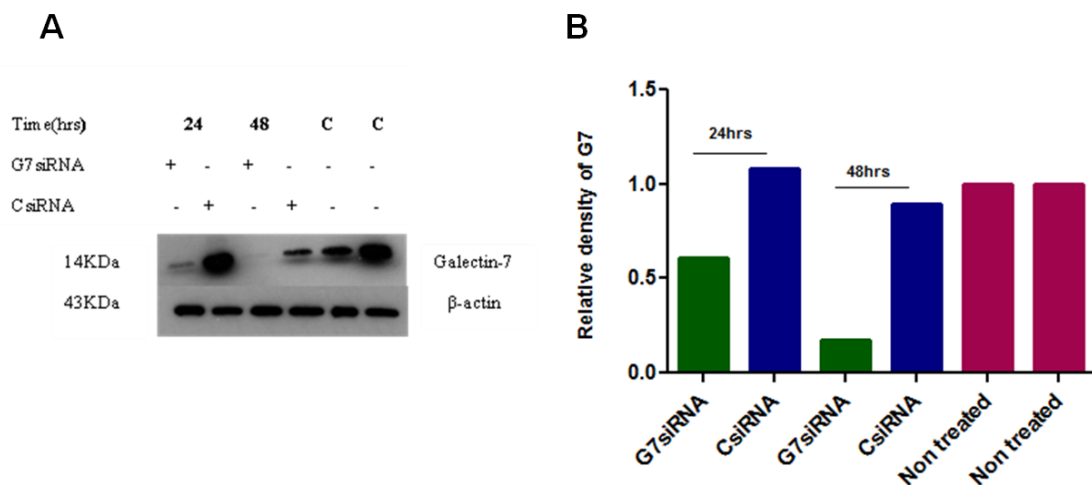 A
Time(hrs) 24 48 C C
G7siRNA + - + - - -
CsiRNA - + - + - -
14KDa Galectin-7
43KDa β-actin
B
Relative density of G7
1.5
1.0
0.5
0.0
24hrs
48hrs
G7siRNA CsiRNA G7siRNA CsiRNA Non treated Non treated